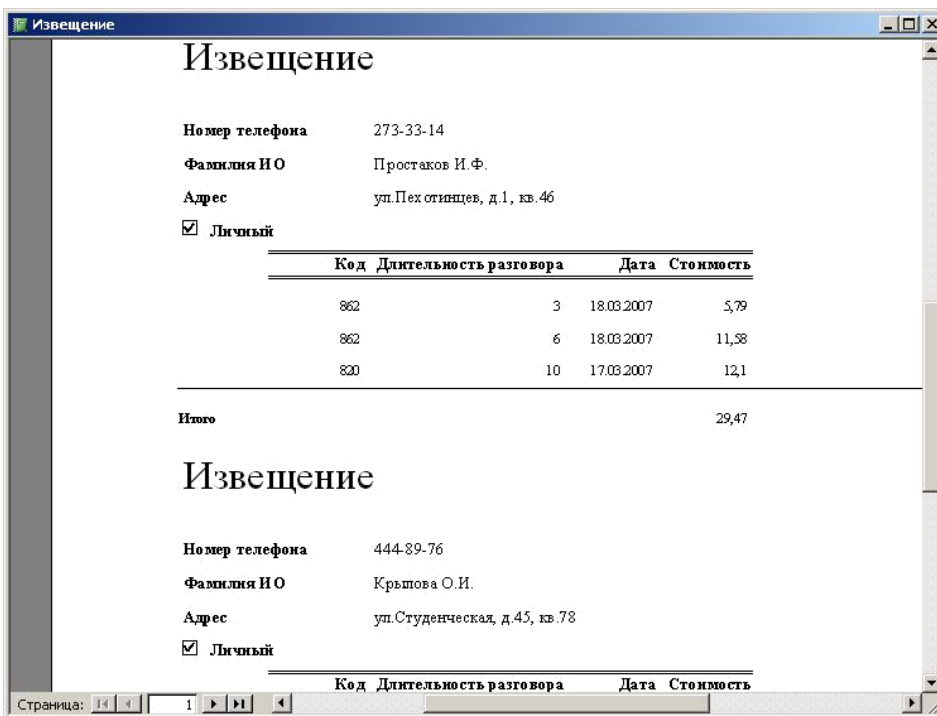 Извещение
Извещение
Номер телефона 273-33-14
Фамилия И О Простаков И.Ф.
Адрес ул.Пехотинцев, д.1, кв.46
Личный
Код Длительность разговора Дата Стоимость
862 3 18.03.2007 5,79
862 6 18.03.2007 11,58
820 10 17.03.2007 12,1
Итого 29,47
Извещение
Номер телефона 444-89-76
Фамилия И О Крылова О.И.
Адрес ул.Студенческая, д.45, кв.78
Личный
Код Длительность разговора Дата Стоимость
Страница: 1